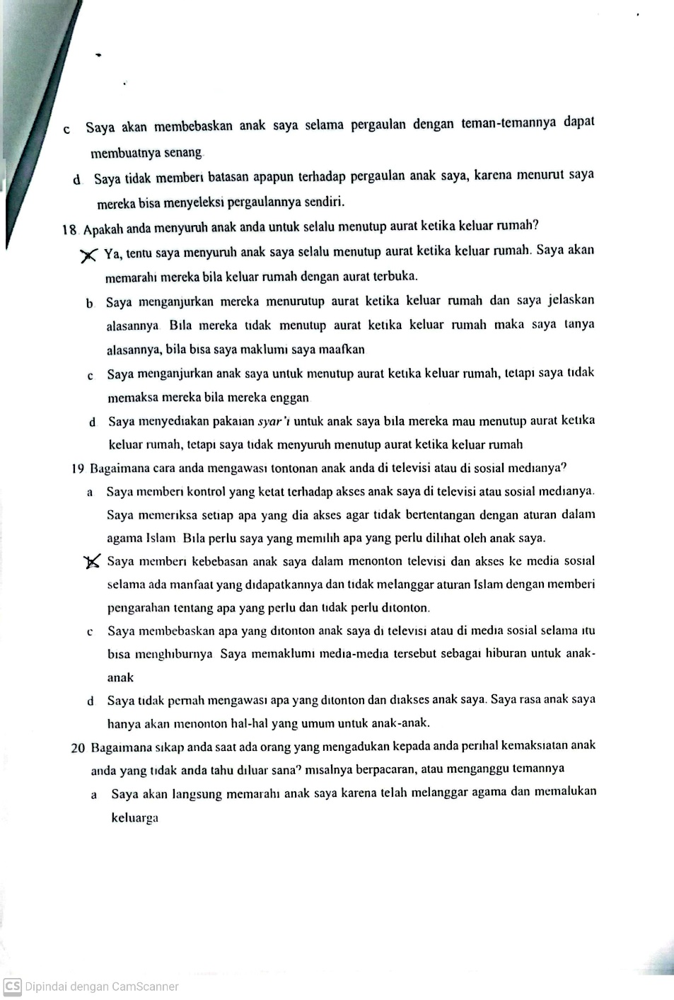 c Saya akan membebaskan anak saya selama pergaulan dengan teman-temannya dapat
membuatnya senang
d Saya tidak memberi batasan apapun terhadap pergaulan anak saya, karena menurut saya
mereka bisa menyeleksi pergaulannya sendiri.
18 Apakah anda menyuruh anak anda untuk selalu menutup aurat ketika keluar rumah?
Ya, tentu saya menyuruh anak saya selalu menutup aurat ketika keluar rumah. Saya akan
memarahi mereka bila keluar rumah dengan aurat terbuka.
b Saya menganjurkan mereka menurutup aurat ketika keluar rumah dan saya jelaskan
alasannya Bila mereka tidak menutup aurat ketika keluar rumah maka saya tanya
alasannya, bila bisa saya maklumi saya maafkan
c Saya menganjurkan anak saya untuk menutup aurat ketika keluar rumah, tetapi saya tidak
memaksa mereka bila mereka enggan
d Saya menyediakan pakaian syar'i untuk anak saya bila mereka mau menutup aurat ketika
keluar rumah, tetapi saya tidak menyuruh menutup aurat ketika keluar rumah
19 Bagaimana cara anda mengawasi tontonan anak anda di televisi atau di sosial medianya?
a Saya memberi kontrol yang ketat terhadap akses anak saya di televisi atau sosial medianya.
Saya memeriksa setiap apa yang dia akses agar tidak bertentangan dengan aturan dalam
agama Islam Bila perlu saya yang memilih apa yang perlu dilihat oleh anak saya.
b Saya memberi kebebasan anak saya dalam menonton televisi dan akses ke media sosial
selama ada manfaat yang didapatkannya dan tidak melanggar aturan Islam dengan memberi
pengarahan tentang apa yang perlu dan tidak perlu ditonton.
c Saya membebaskan apa yang ditonton anak saya di televisi atau di media sosial selama itu
bisa menghiburnya Saya memaklumi media-media tersebut sebagai hiburan untuk anak-
anak
d Saya tidak pernah mengawasi apa yang ditonton dan diakses anak saya. Saya rasa anak saya
hanya akan menonton hal-hal yang umum untuk anak-anak.
20 Bagaimana sikap anda saat ada orang yang mengadukan kepada anda perihal kemaksiatan anak
anda yang tidak anda tahu diluar sana? misalnya berpacaran, atau menganggu temannya
a Saya akan langsung memarahi anak saya karena telah melanggar agama dan memalukan
keluarga
CS Dipindai dengan CamScanner